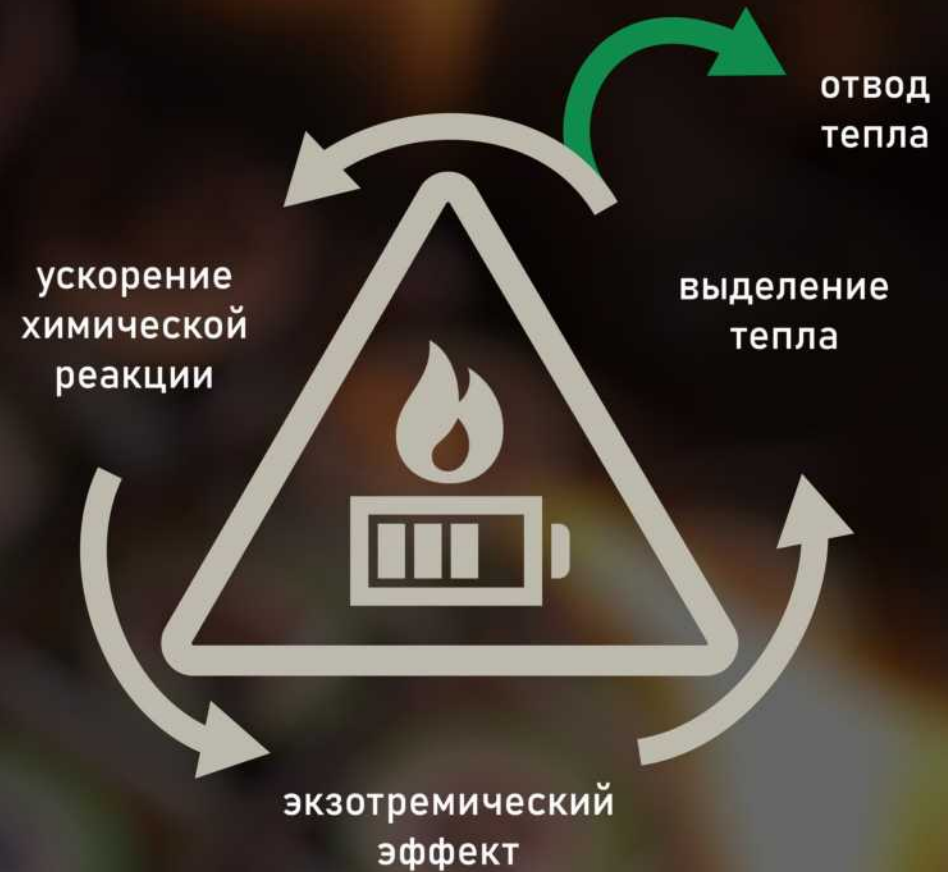 отвод
тепла
ускорение
химической
реакции
выделение
тепла
экзотремический
эффект